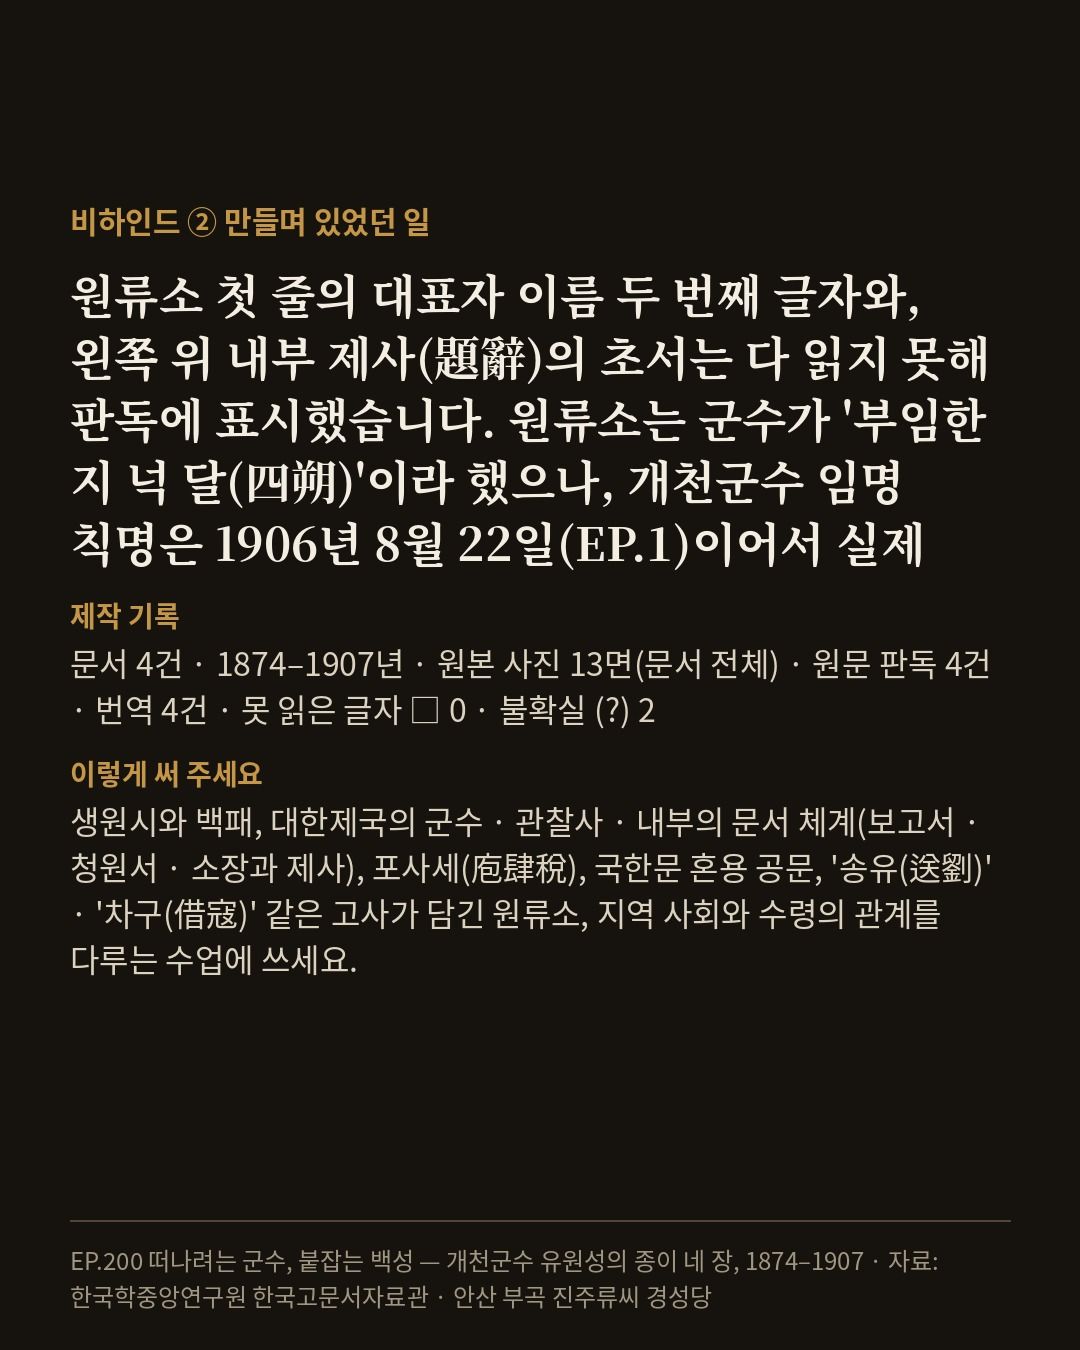 비하인드 ② 만들며 있었던 일
원류소 첫 줄의 대표자 이름 두 번째 글자와,
왼쪽 위 내부 제사(題辭)의 초서는 다 읽지 못해
판독에 표시했습니다. 원류소는 군수가 '부임한
지 넉 달(四朔)'이라 했으나, 개천군수 임명
칙명은 1906년 8월 22일(EP.1)이어서 실제
제작 기록
문서 4건 · 1874–1907년 · 원본 사진 13면(문서 전체) · 원문 판독 4건
· 번역 4건 · 못 읽은 글자 □ 0 · 불확실 (?) 2
이렇게 써 주세요
생원시와 백패, 대한제국의 군수 · 관찰사 · 내부의 문서 체계(보고서 ·
청원서 · 소장과 제사), 포사세(庖肆稅), 국한문 혼용 공문, '송유(送劉)'
· '차구(借寇)' 같은 고사가 담긴 원류소, 지역 사회와 수령의 관계를
다루는 수업에 쓰세요.
EP.200 떠나려는 군수, 붙잡는 백성 — 개천군수 유원성의 종이 네 장, 1874–1907 · 자료:
한국학중앙연구원 한국고문서자료관 · 안산 부곡 진주류씨 경성당